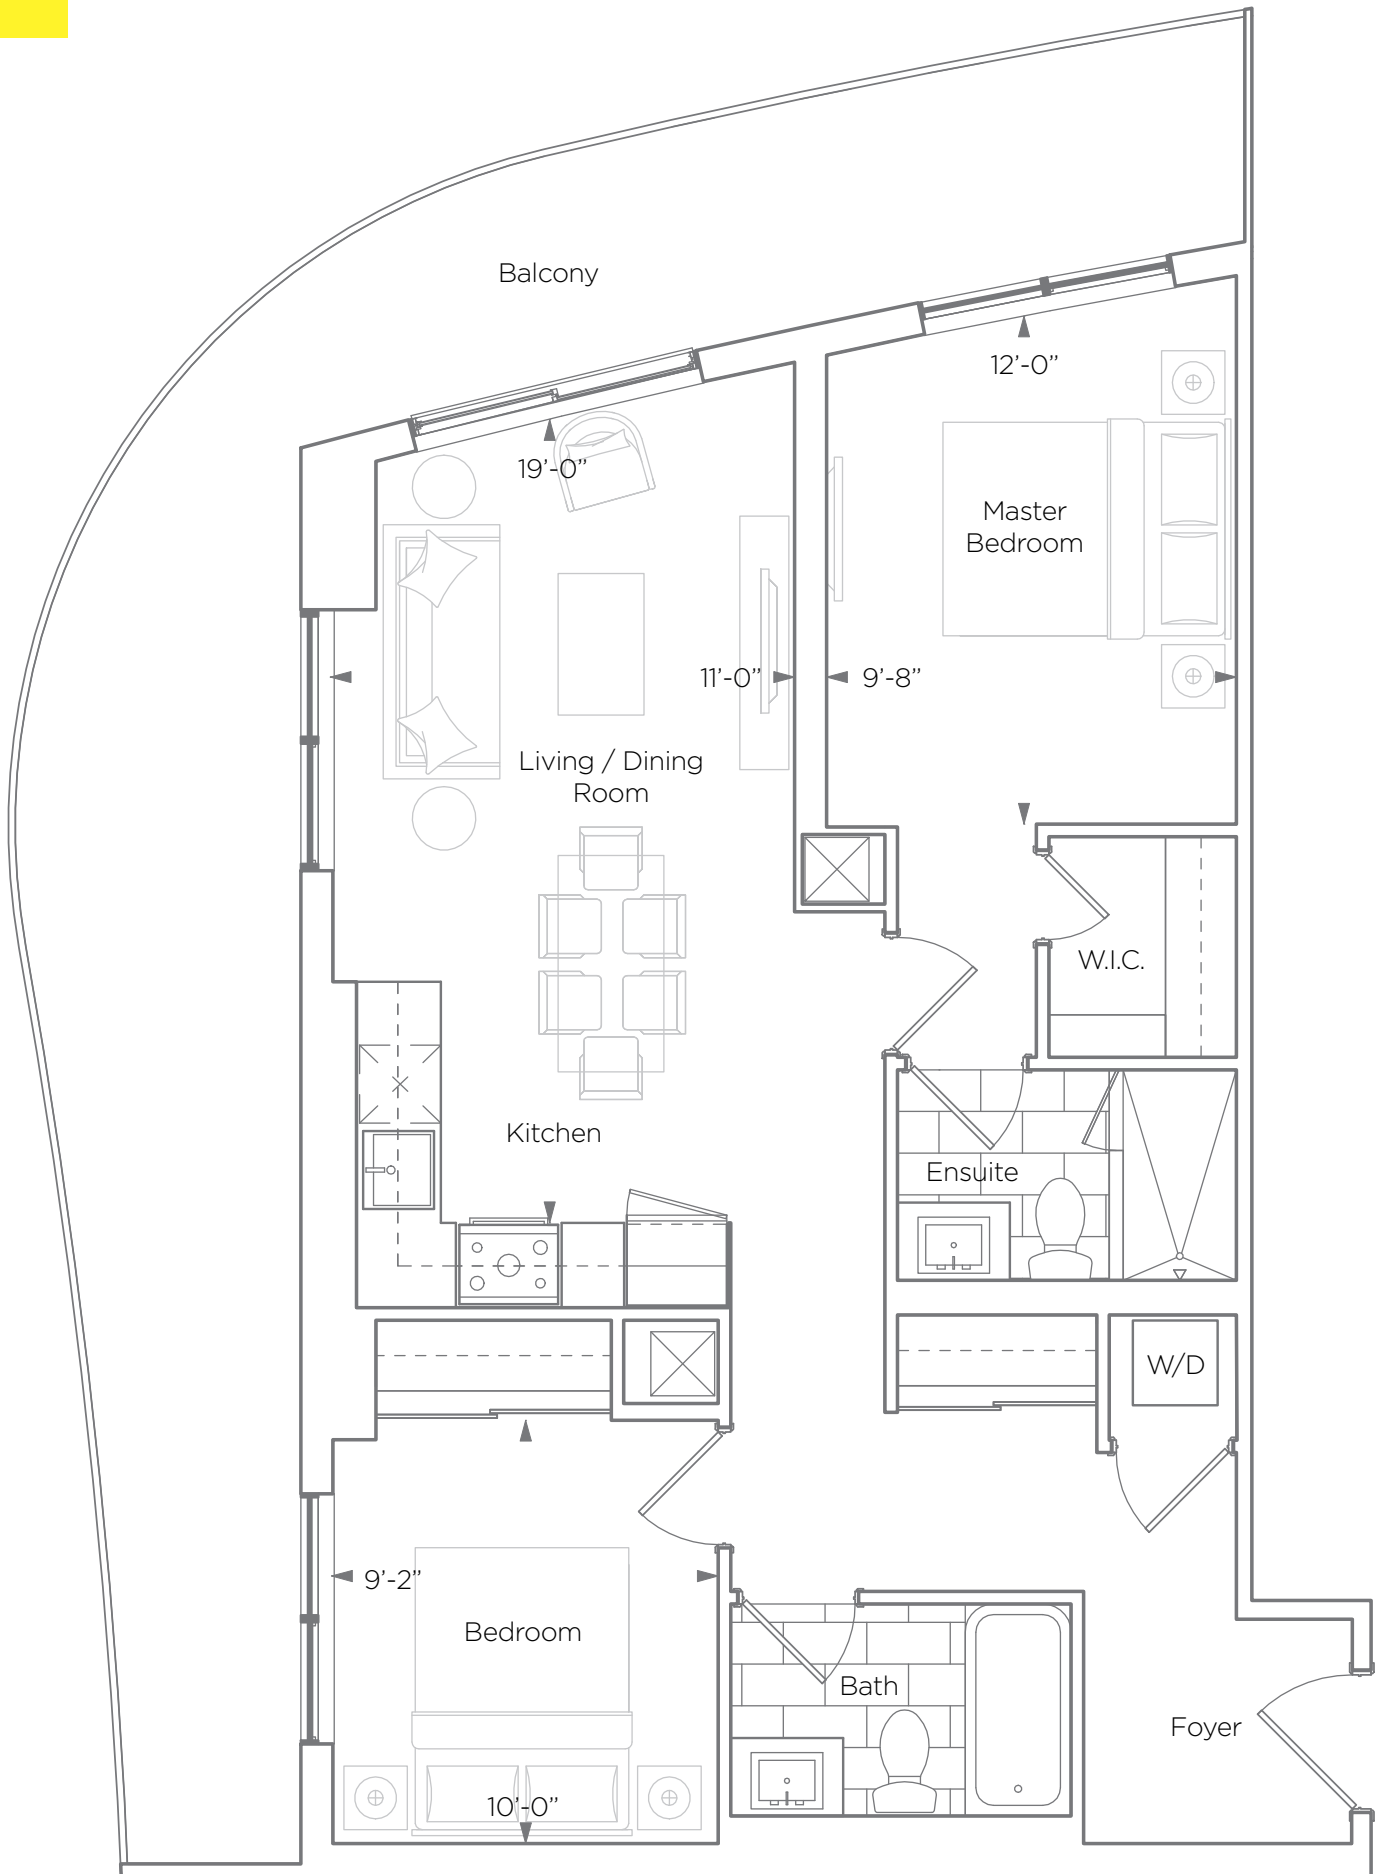 Balcony
12’-0”
19’-0”
Master
Bedroom
11’-0”
9’-8”
Living / Dining
Room
W.I.C.
Kitchen
Ensuite
W/D
9’-2”
Bedroom
Bath
Foyer
10’-0”